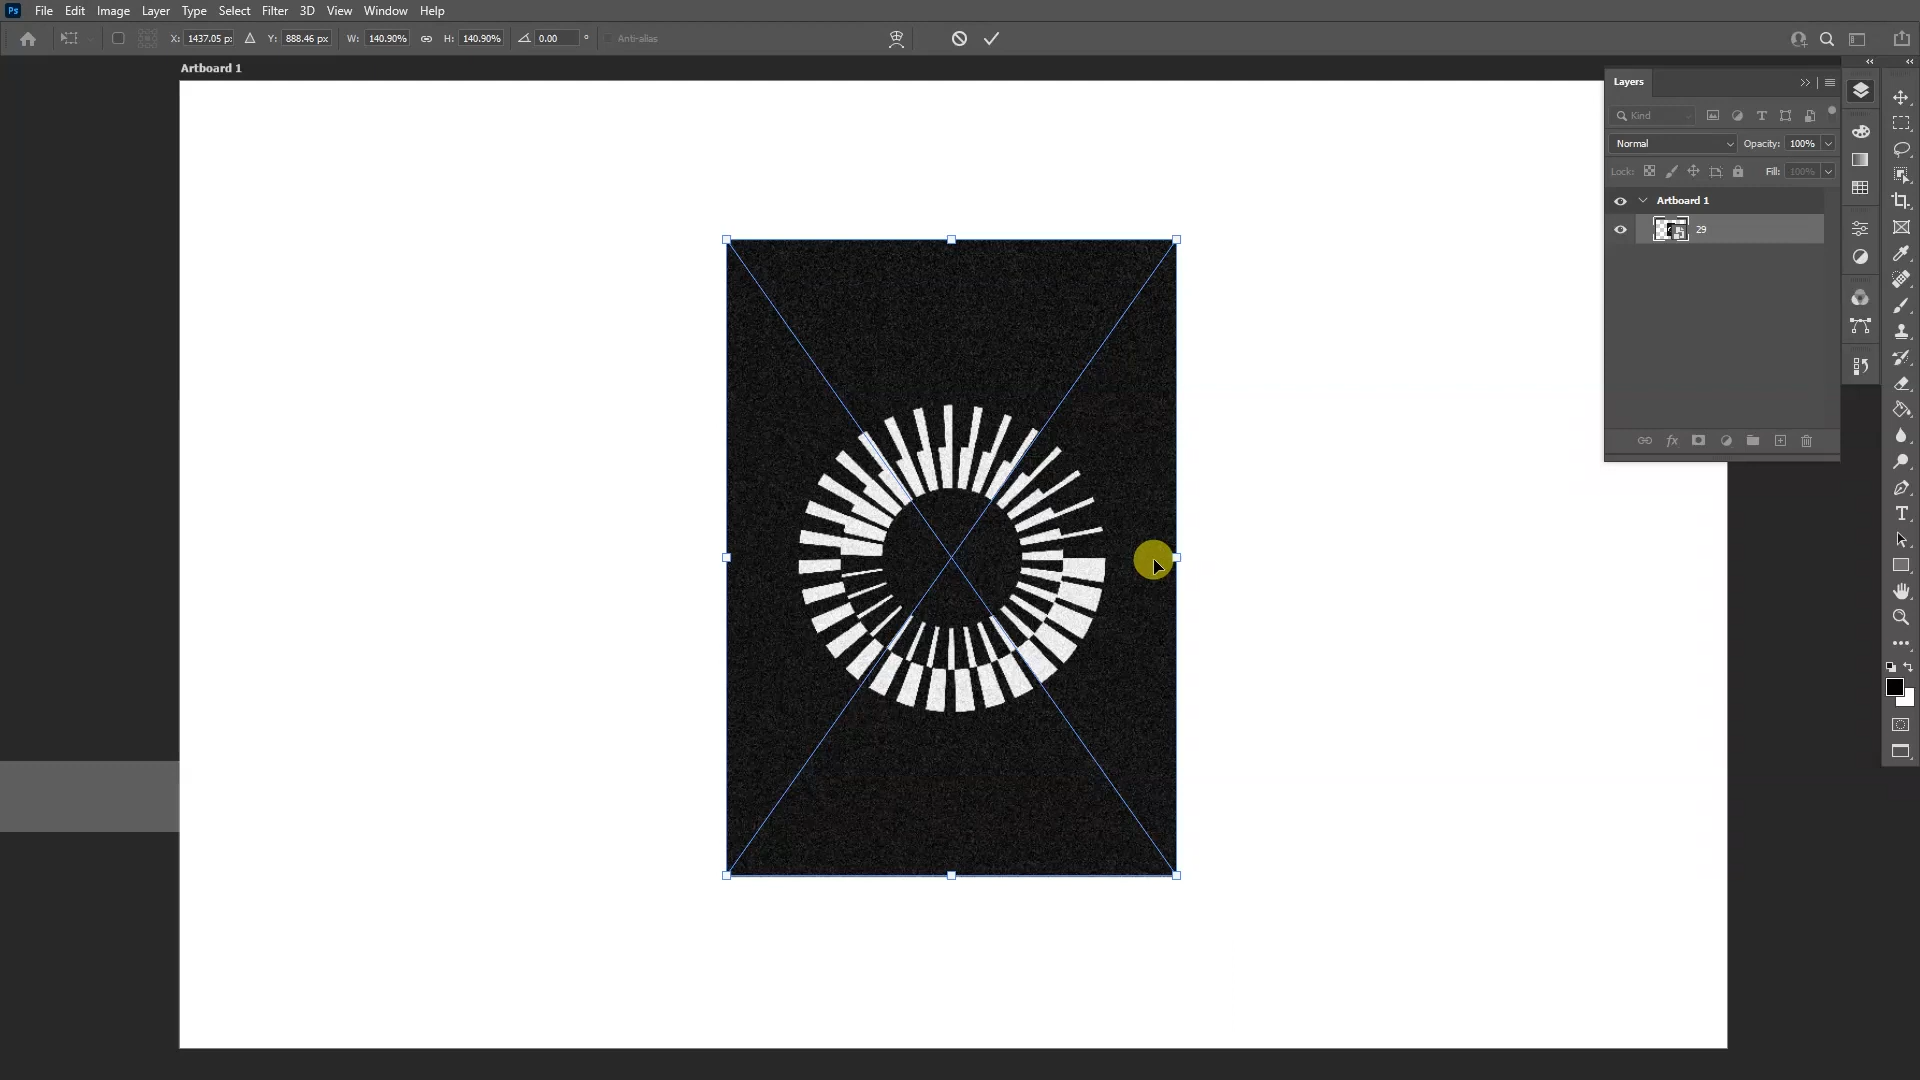 Ps File Edit Image Layer Type Select Filter 3D View Window Help
X: 1437.05 px Y: 888.46 px W: 140.90% H: 140.90% 0.00 ° Anti-alias
Artboard 1
Layers
Kind
Normal Opacity: 100%
Lock: Fill: 100%
Artboard 1
29